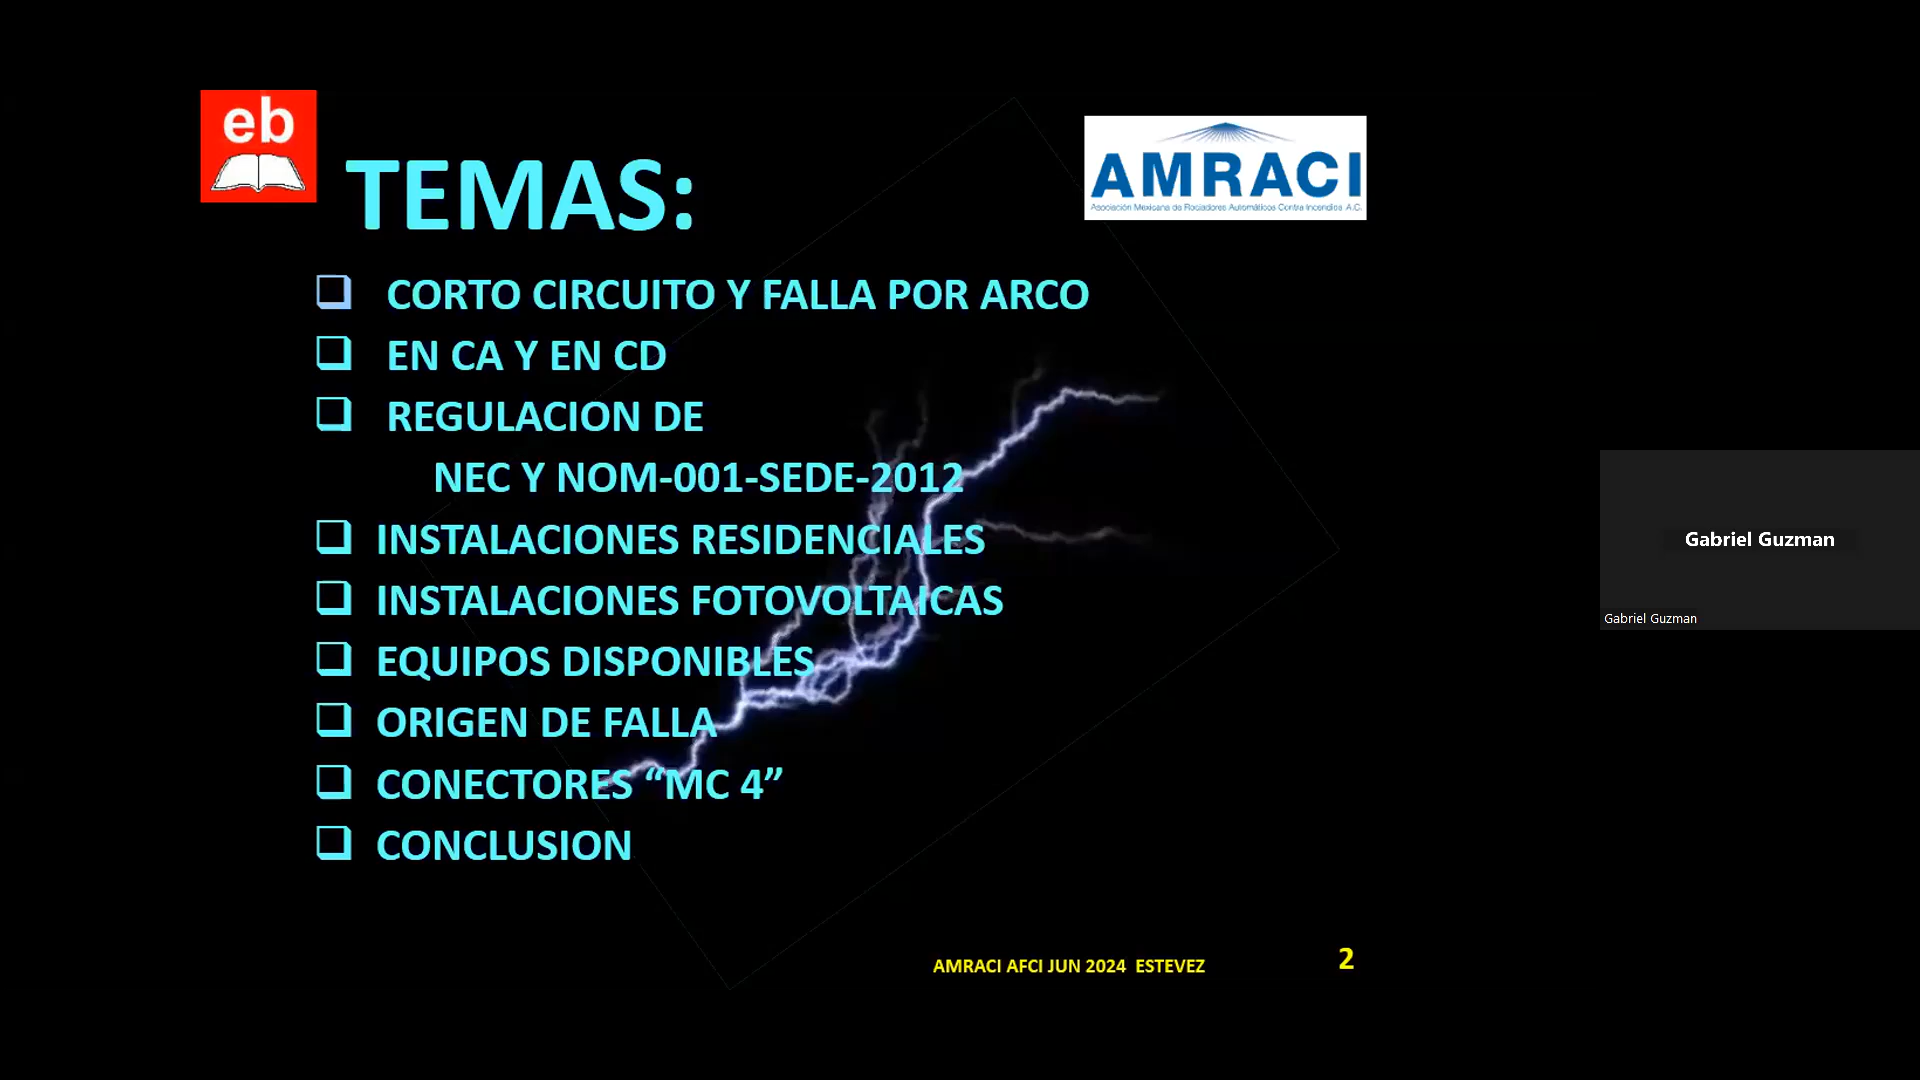 eb
AMRACI
Asociación Mexicana de Rociadores Automáticos Contra Incendios A.C.
TEMAS:
CORTO CIRCUITO Y FALLA POR ARCO
EN CA Y EN CD
REGULACION DE
NEC Y NOM-001-SEDE-2012
INSTALACIONES RESIDENCIALES
INSTALACIONES FOTOVOLTAICAS
EQUIPOS DISPONIBLES
ORIGEN DE FALLA
CONECTORES “MC 4”
CONCLUSION
AMRACI AFCI JUN 2024 ESTEVEZ
2
Gabriel Guzman
Gabriel Guzman